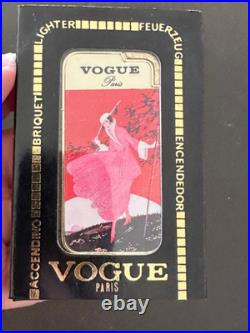 LIGHTER FEUERZEUG
ENCENDEDOR
ACCENDINO BRIQUET
VOGUE
Paris
VOGUE
PARIS